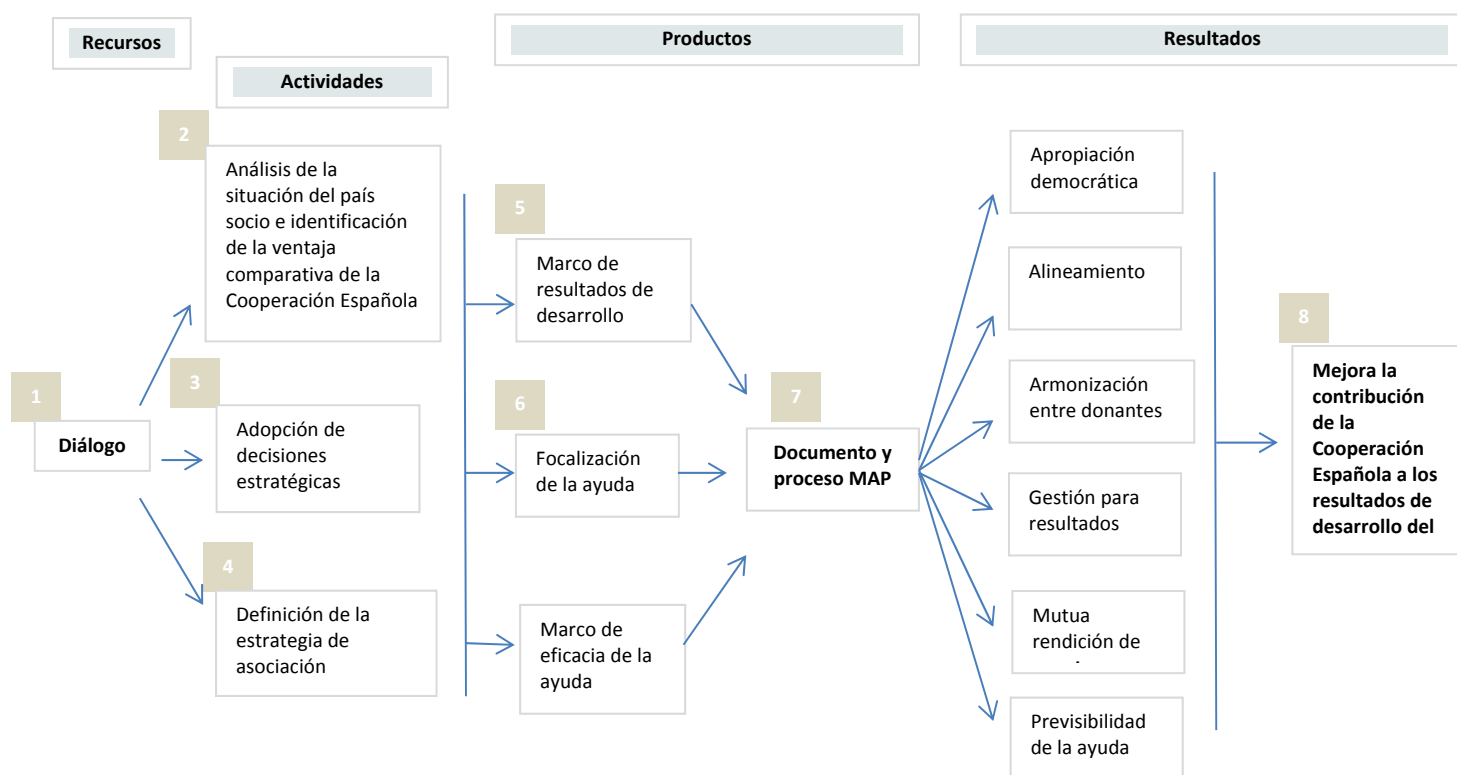 Recursos
Actividades
Productos
Resultados
1
Diálogo
2
Análisis de la
situación del país
socio e identificación
de la ventaja
comparativa de la
Cooperación Española
3
Adopción de
decisiones
estratégicas
4
Definición de la
estrategia de
asociación
5
Marco de
resultados de
desarrollo
6
Focalización
de la ayuda
Marco de
eficacia de la
ayuda
7
Documento y
proceso MAP
Apropiación
democrática
Alineamiento
Armonización
entre donantes
Gestión para
resultados
Mutua
rendición de
Previsibilidad
de la ayuda
8
Mejora la
contribución
de la
Cooperación
Española a los
resultados de
desarrollo del